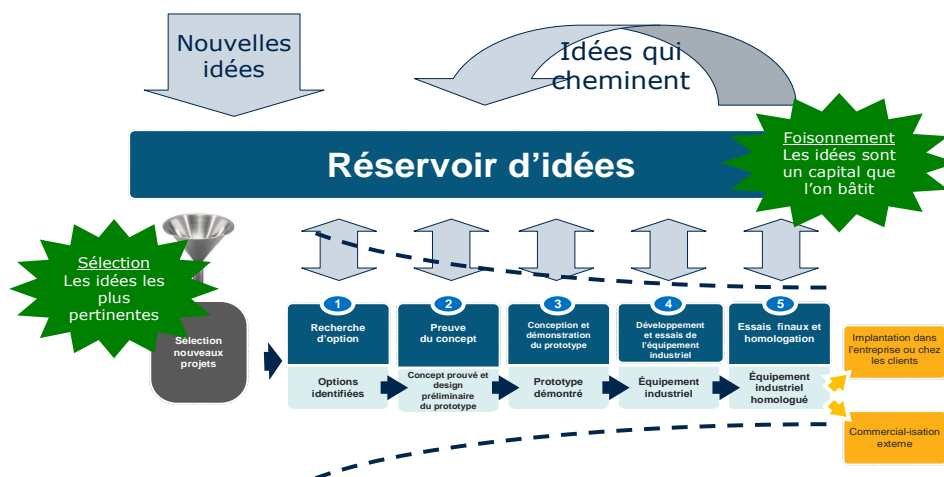 Nouvelles
idées
Idées qui
cheminent
Réservoir d'idées
Foisonnement
Les idées sont
un capital que
l'on bâtit
Sélection
Les idées les
plus
pertinentes
Sélection
nouveaux
projets
1
Recherche
d'option
Options
identifiées
2
Preuve
du concept
Concept prouvé et
design
préliminaire
du prototype
3
Conception et
démonstration
du prototype
Prototype
démontré
4
Développement
et essais de
l'équipement
industriel
Équipement
industriel
5
Essais finaux et
homologation
Équipement
industriel
homologué
Implantation dans
l'entreprise ou chez
les clients
Commercial-isation
externe